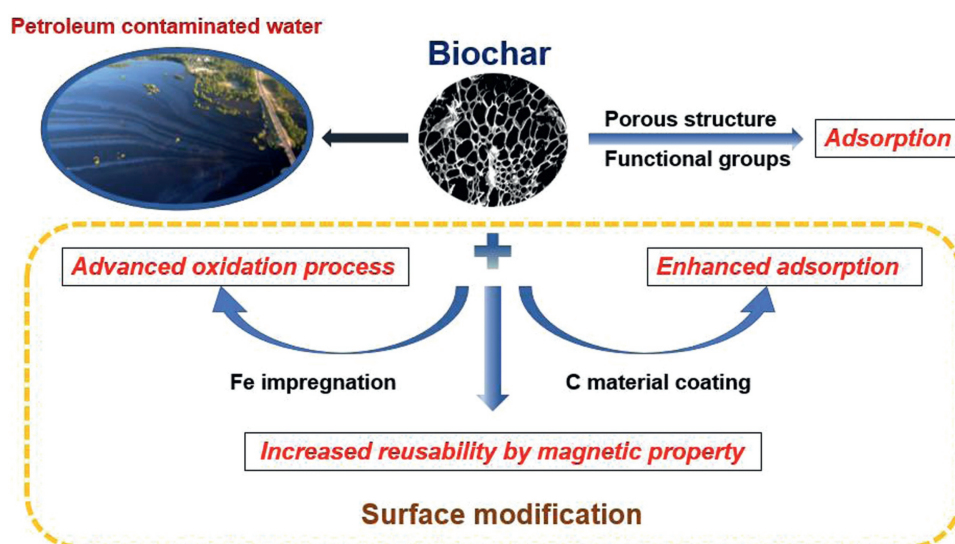 Petroleum contaminated water
Biochar
Porous structure
Functional groups
Adsorption
Advanced oxidation process
Enhanced adsorption
Fe impregnation
C material coating
Increased reusability by magnetic property
Surface modification